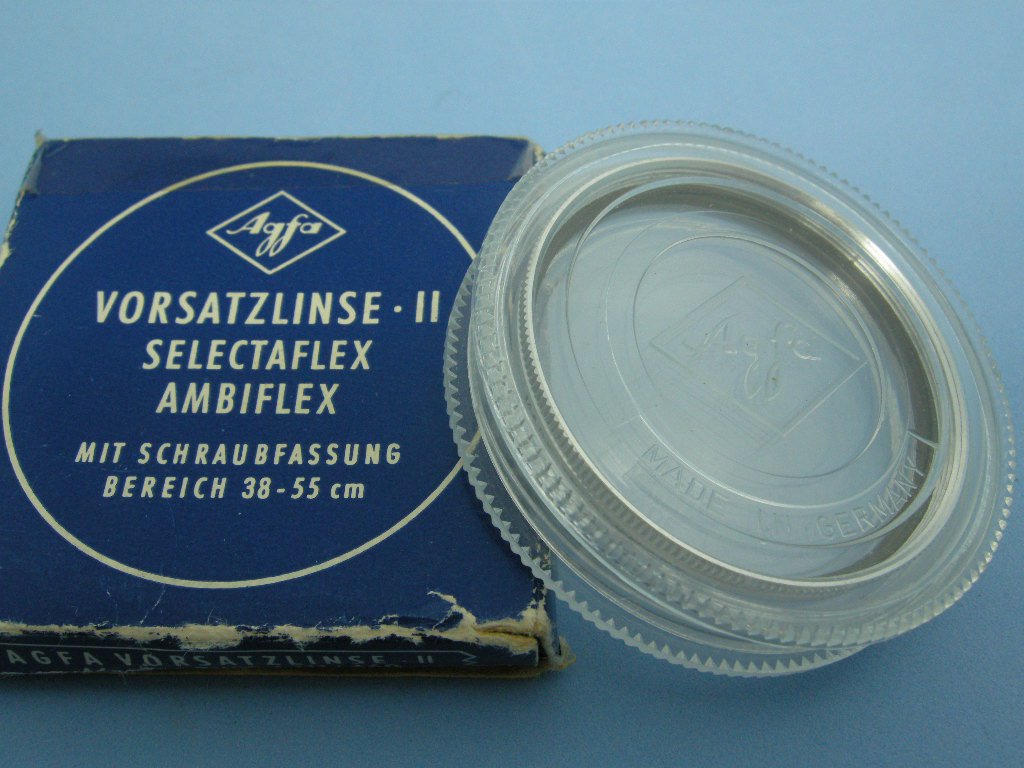 Agfa
VORSATZLINSE · II
SELECTAFLEX
AMBIFLEX
MIT SCHRAUBFASSUNG
BEREICH 38-55 cm
AGFA VORSATZLINSE · II
Agfa
MADE IN GERMANY